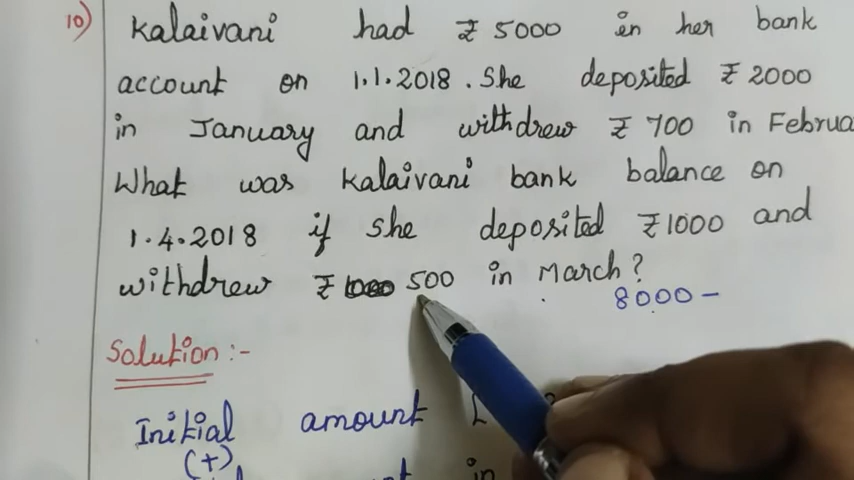 10) Kalaivani had ₹ 5000 in her bank
account on 1.1.2018. She deposited ₹ 2000
in January and withdrew ₹ 700 in Februa
What was Kalaivani bank balance on
1.4.2018 if she deposited ₹ 1000 and
withdrew ₹ 500 in March?
8000 -
Solution :-
Initial amount
(+)
in